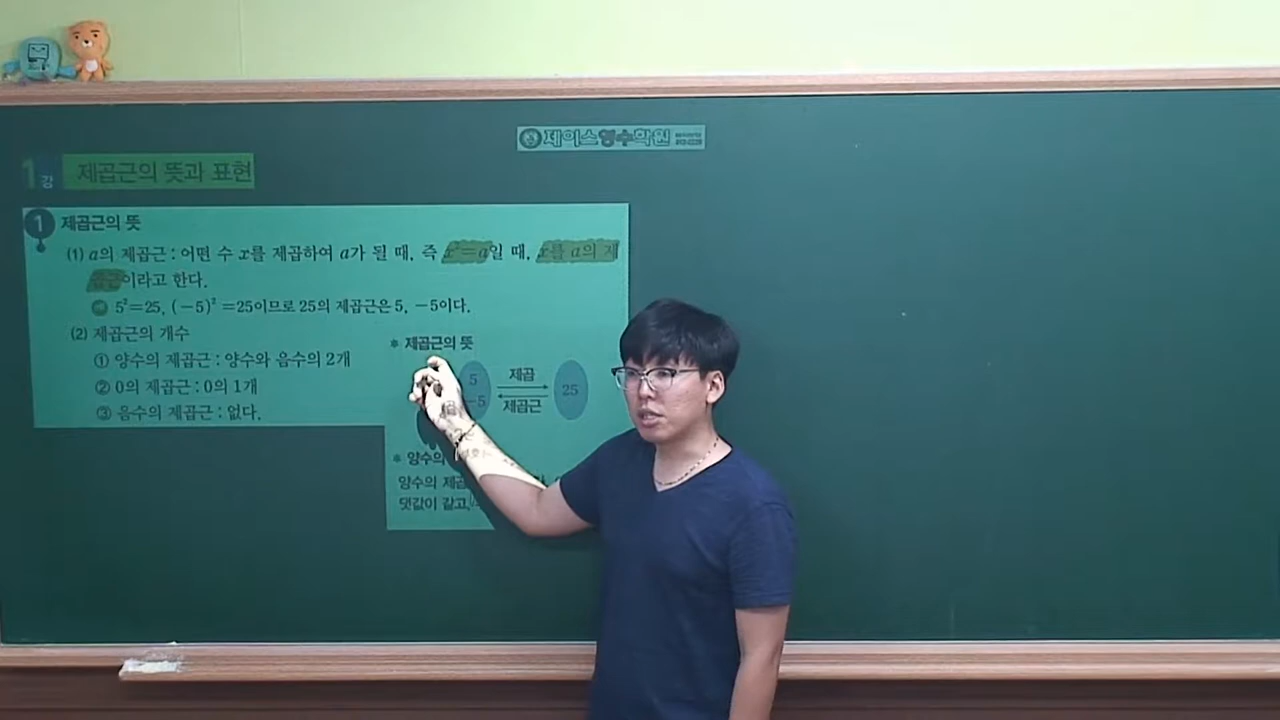 제이스영수학원
1강 제곱근의 뜻과 표현
1 제곱근의 뜻
(1) a의 제곱근 : 어떤 수 x를 제곱하여 a가 될 때, 즉 x²=a일 때, x를 a의 제
곱근이라고 한다.
예 5²=25, (−5)²=25이므로 25의 제곱근은 5, −5이다.
(2) 제곱근의 개수
① 양수의 제곱근 : 양수와 음수의 2개
② 0의 제곱근 : 0의 1개
③ 음수의 제곱근 : 없다.
* 제곱근의 뜻
5 제곱 25
−5 제곱근
* 양수의
양수의 제곱
댓값이 같고,